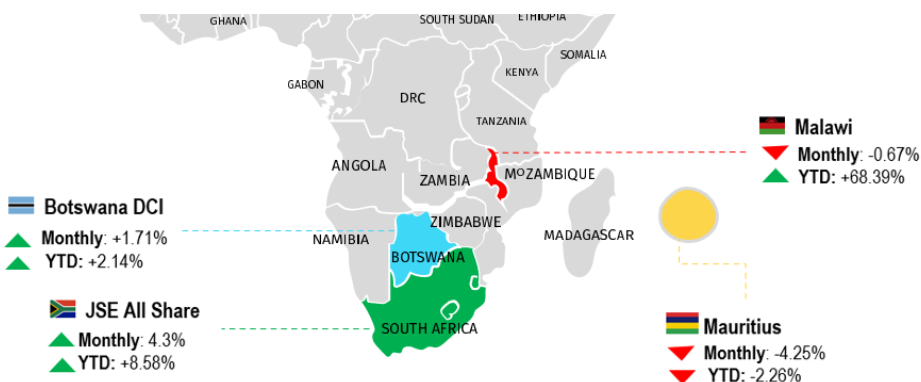 GHANA
SOUTH SUDAN
ETHIOPIA
SOMALIA
GABON
KENYA
DRC
TANZANIA
Malawi
Monthly: -0.67%
YTD: +68.39%
ANGOLA
ZAMBIA
MOZAMBIQUE
Botswana DCI
Monthly: +1.71%
YTD: +2.14%
NAMIBIA
ZIMBABWE
MADAGASCAR
BOTSWANA
JSE All Share
Monthly: 4.3%
YTD: +8.58%
SOUTH AFRICA
Mauritius
Monthly: -4.25%
YTD: -2.26%